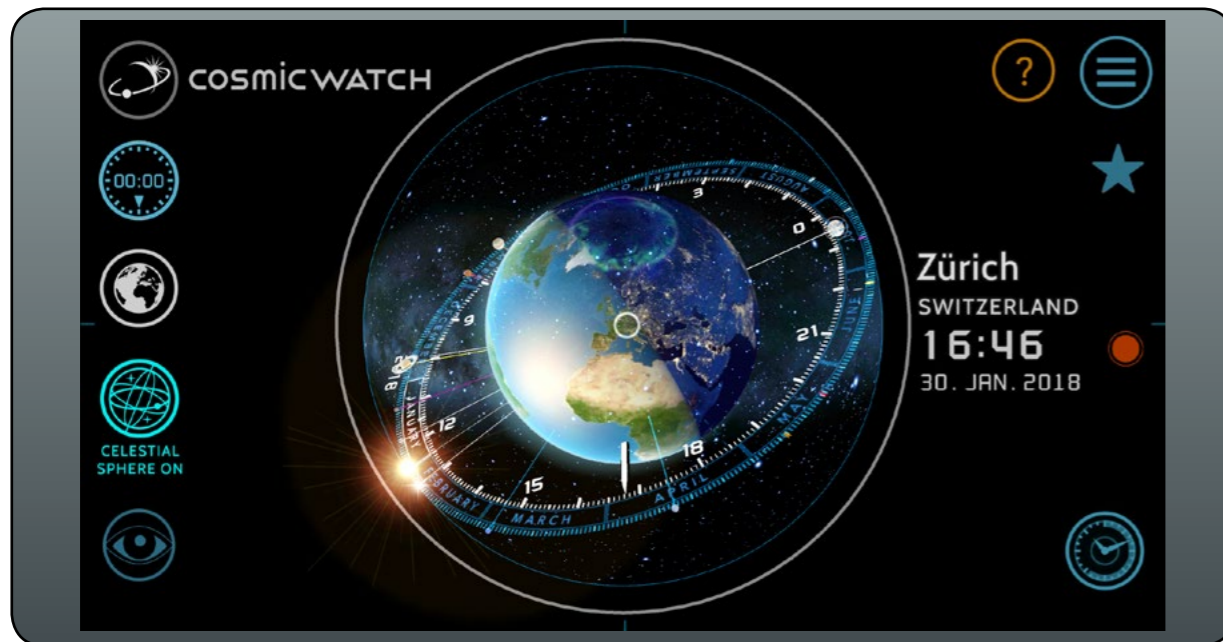 COSMIC WATCH
?
00:00
Zürich
SWITZERLAND
16:46
30. JAN. 2018
CELESTIAL
SPHERE ON
AUGUST
SEPTEMBER
3
0
JUNE
21
MAY
18
APRIL
MARCH
15
FEBRUARY
12
JANUARY
2018
9